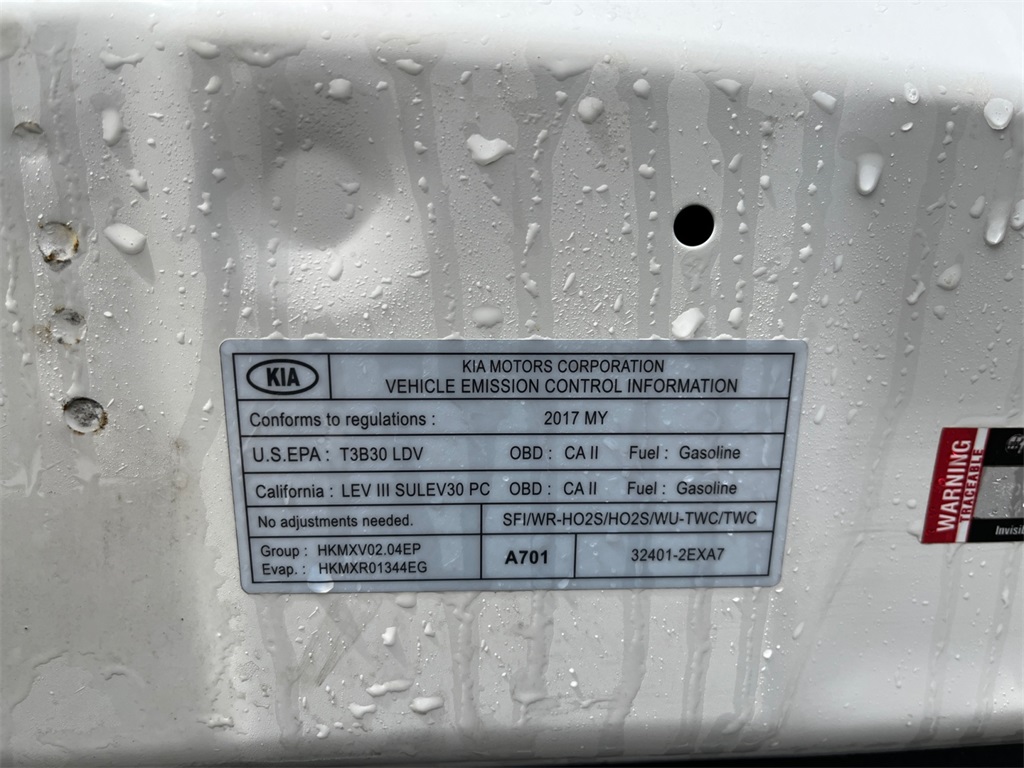 KIA
KIA MOTORS CORPORATION
VEHICLE EMISSION CONTROL INFORMATION
Conforms to regulations : 2017 MY
U.S.EPA : T3B30 LDV OBD : CA II Fuel : Gasoline
California : LEV III SULEV30 PC OBD : CA II Fuel : Gasoline
No adjustments needed. SFI/WR-HO2S/HO2S/WU-TWC/TWC
Group : HKMXV02.04EP
Evap. : HKMXR01344EG
A701
32401-2EXA7
WARNING
TRACEABLE